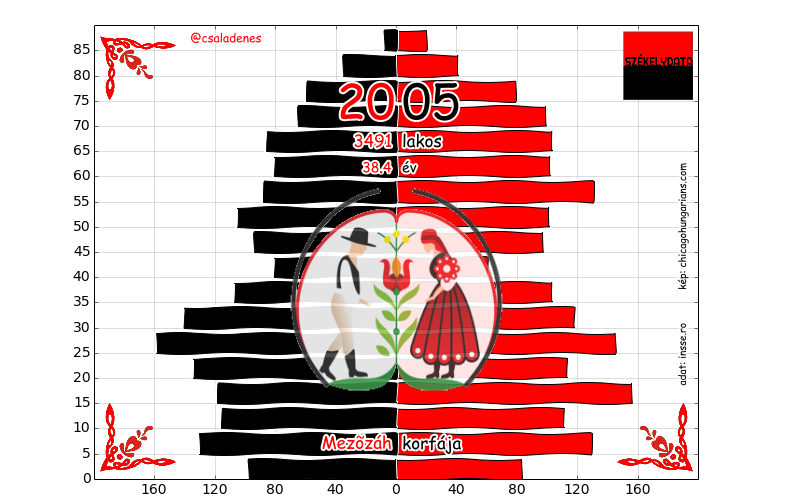 @csaladenes
SZÉKELYDATA
2005
3491 lakos
38.4 év
kép: chicagohungarians.com
adat: insse.ro
Mezõzáh korfája
85
80
75
70
65
60
55
50
45
40
35
30
25
20
15
10
5
0
160 120 80 40 0 40 80 120 160